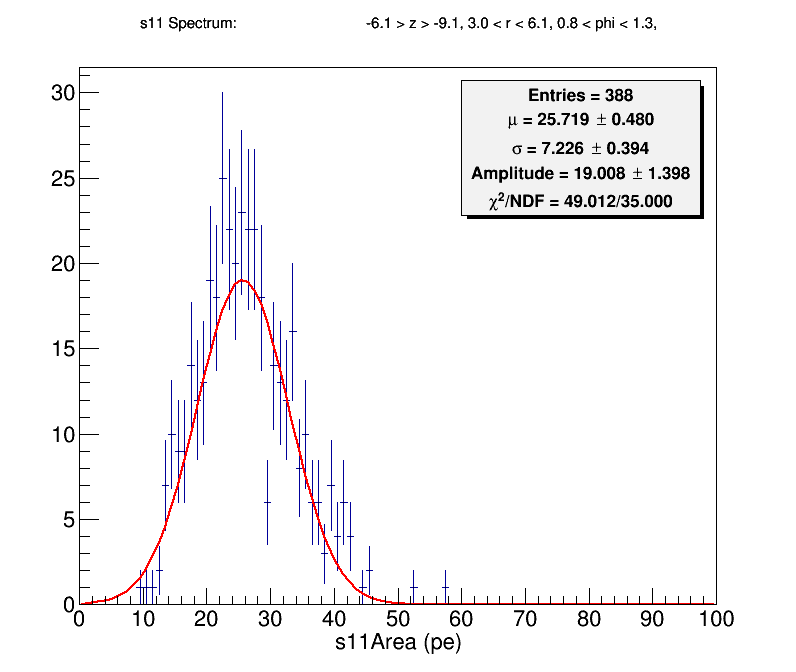 s11 Spectrum: -6.1 > z > -9.1, 3.0 < r < 6.1, 0.8 < phi < 1.3,
Entries = 388
μ = 25.719 ± 0.480
σ = 7.226 ± 0.394
Amplitude = 19.008 ± 1.398
χ²/NDF = 49.012/35.000
30
25
20
15
10
5
0
0 10 20 30 40 50 60 70 80 90 100
s11Area (pe)